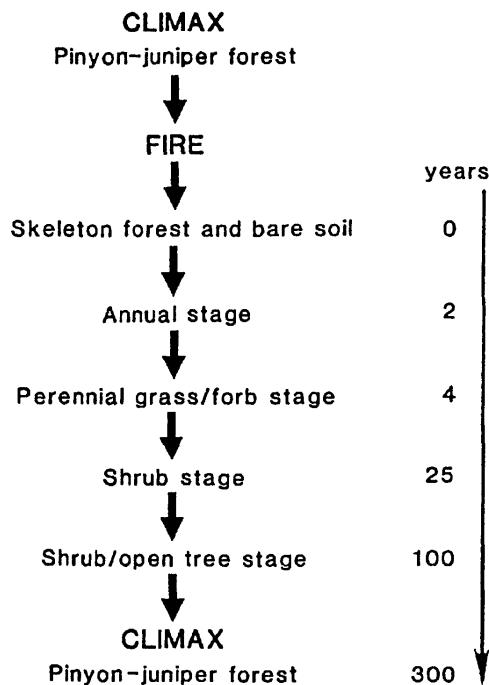 CLIMAX
Pinyon-juniper forest
FIRE
years
Skeleton forest and bare soil 0
Annual stage 2
Perennial grass/forb stage 4
Shrub stage 25
Shrub/open tree stage 100
CLIMAX
Pinyon-juniper forest 300